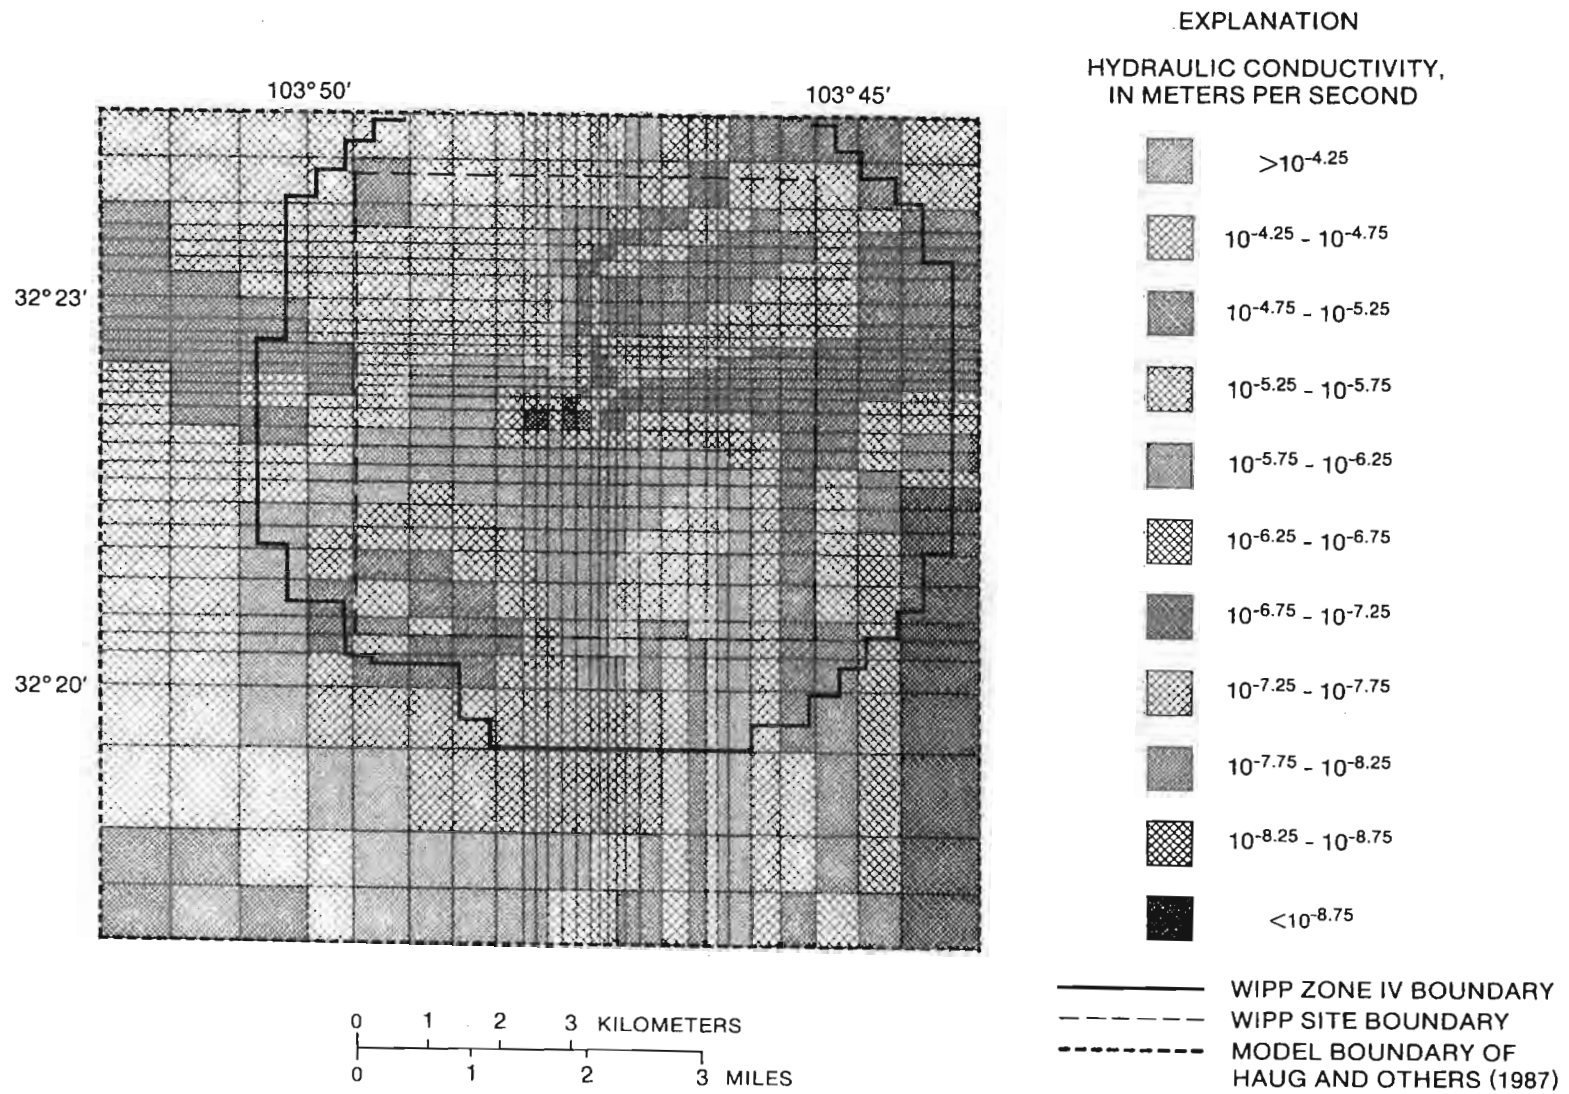 EXPLANATION
HYDRAULIC CONDUCTIVITY,
IN METERS PER SECOND
103°50′
103°45′
32°23′
32°20′
>10-4.25
10-4.25 - 10-4.75
10-4.75 - 10-5.25
10-5.25 - 10-5.75
10-5.75 - 10-6.25
10-6.25 - 10-6.75
10-6.75 - 10-7.25
10-7.25 - 10-7.75
10-7.75 - 10-8.25
10-8.25 - 10-8.75
<10-8.75
WIPP ZONE IV BOUNDARY
WIPP SITE BOUNDARY
MODEL BOUNDARY OF
HAUG AND OTHERS (1987)
0 1 2 3 KILOMETERS
0 1 2 3 MILES